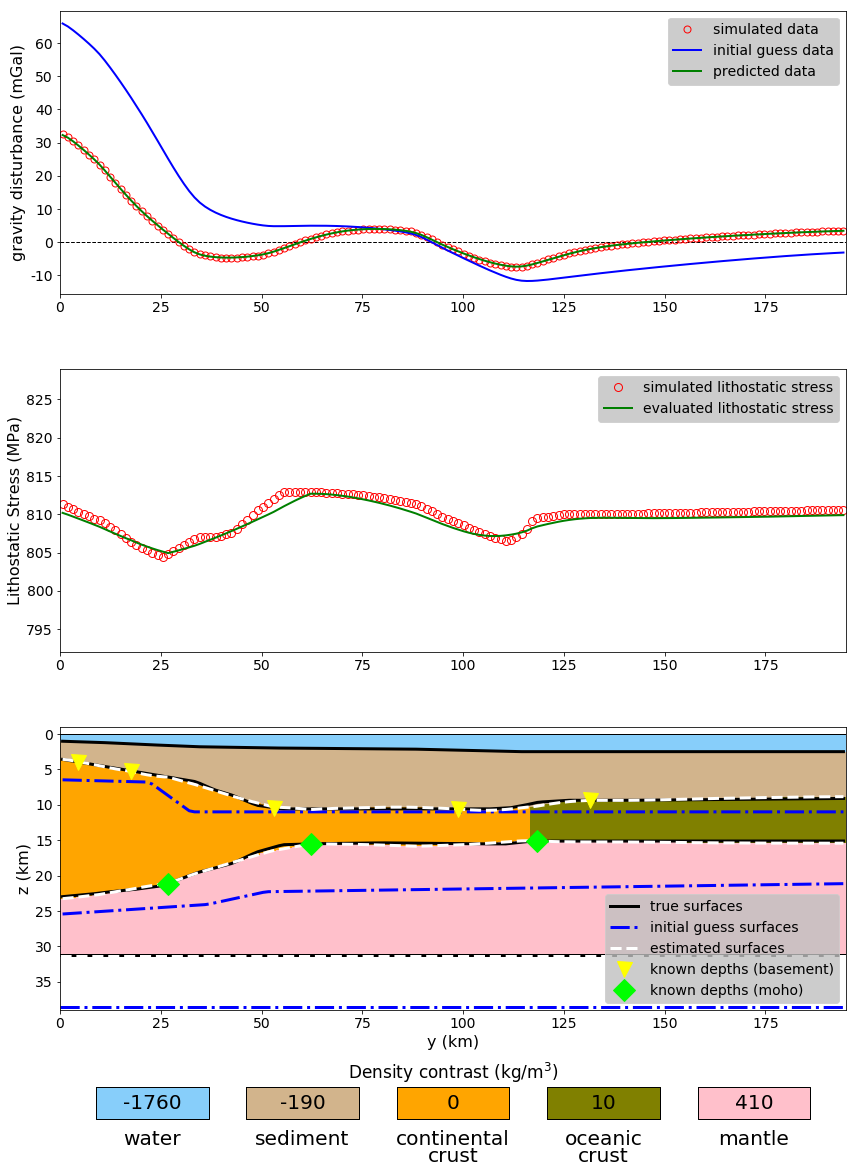 gravity disturbance (mGal)
60
50
40
30
20
10
0
-10
simulated data
initial guess data
predicted data
0 25 50 75 100 125 150 175
Lithostatic Stress (MPa)
825
820
815
810
805
800
795
simulated lithostatic stress
evaluated lithostatic stress
0 25 50 75 100 125 150 175
z (km)
0
5
10
15
20
25
30
35
true surfaces
initial guess surfaces
estimated surfaces
known depths (basement)
known depths (moho)
0 25 50 75 100 125 150 175
y (km)
Density contrast (kg/m³)
-1760 -190 0 10 410
water sediment continental oceanic mantle
crust crust